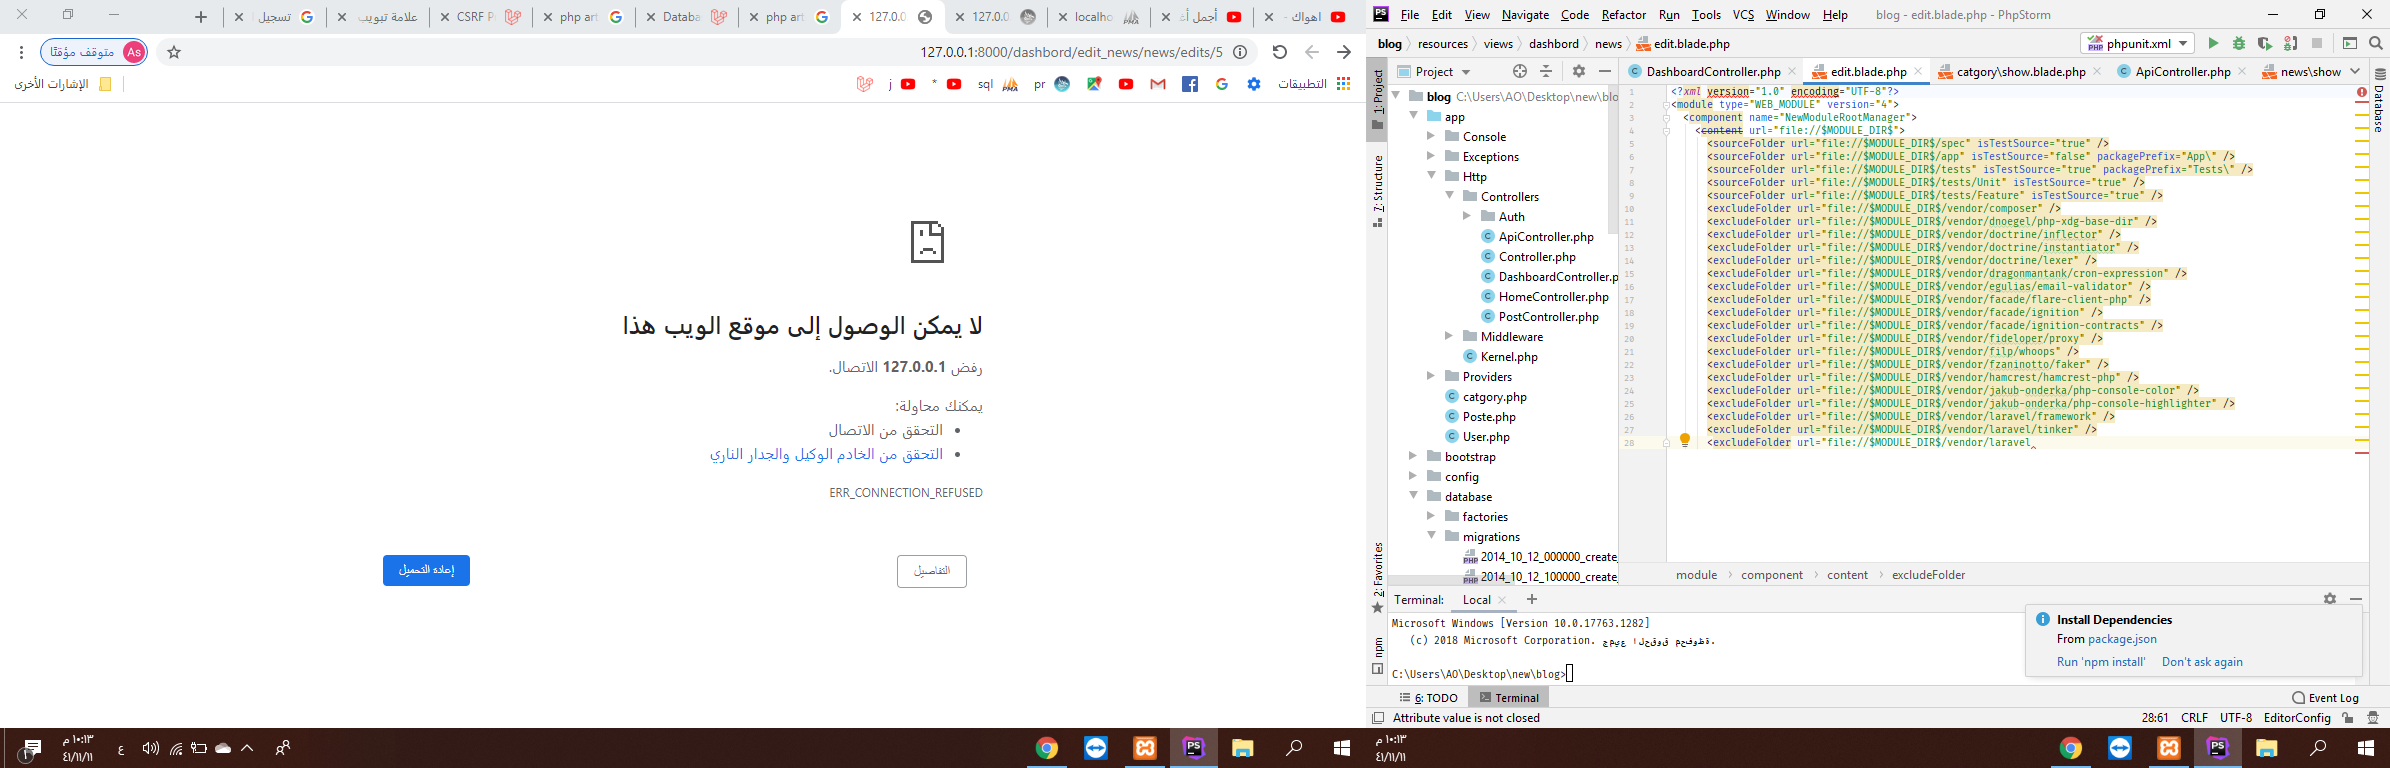 تسجيل
علامة تبويب
CSRF P
php art
Databa
php art
127.0.0
127.0.
localho
أجمل أغ
اهواك -
متوقف مؤقتًا
As
127.0.0.1:8000/dashbord/edit_news/news/edits/5
الإشارات الأخرى
j
*
sql
pr
التطبيقات
لا يمكن الوصول إلى موقع الويب هذا
رفض 127.0.0.1 الاتصال.
يمكنك محاولة:
التحقق من الاتصال
التحقق من الخادم الوكيل والجدار الناري
ERR_CONNECTION_REFUSED
إعادة التحميل
التفاصيل
File Edit View Navigate Code Refactor Run Tools VCS Window Help
blog - edit.blade.php - PhpStorm
blog resources views dashbord news edit.blade.php
phpunit.xml
Project
DashboardController.php
edit.blade.php
catgory\show.blade.php
ApiController.php
news\show
1: Project
7: Structure
2: Favorites
npm
Database
blog C:\Users\AO\Desktop\new\blo
app
Console
Exceptions
Http
Controllers
Auth
ApiController.php
Controller.php
DashboardController.p
HomeController.php
PostController.php
Middleware
Kernel.php
Providers
catgory.php
Poste.php
User.php
bootstrap
config
database
factories
migrations
2014_10_12_000000_create_
2014_10_12_100000_create_
1 <?xml version="1.0" encoding="UTF-8"?>
2 <module type="WEB_MODULE" version="4">
3 <component name="NewModuleRootManager">
4 <content url="file://$MODULE_DIR$">
5 <sourceFolder url="file://$MODULE_DIR$/spec" isTestSource="true" />
6 <sourceFolder url="file://$MODULE_DIR$/app" isTestSource="false" packagePrefix="App\" />
7 <sourceFolder url="file://$MODULE_DIR$/tests" isTestSource="true" packagePrefix="Tests\" />
8 <sourceFolder url="file://$MODULE_DIR$/tests/Unit" isTestSource="true" />
9 <sourceFolder url="file://$MODULE_DIR$/tests/Feature" isTestSource="true" />
10 <excludeFolder url="file://$MODULE_DIR$/vendor/composer" />
11 <excludeFolder url="file://$MODULE_DIR$/vendor/dnoegel/php-xdg-base-dir" />
12 <excludeFolder url="file://$MODULE_DIR$/vendor/doctrine/inflector" />
13 <excludeFolder url="file://$MODULE_DIR$/vendor/doctrine/instantiator" />
14 <excludeFolder url="file://$MODULE_DIR$/vendor/doctrine/lexer" />
15 <excludeFolder url="file://$MODULE_DIR$/vendor/dragonmantank/cron-expression" />
16 <excludeFolder url="file://$MODULE_DIR$/vendor/egulias/email-validator" />
17 <excludeFolder url="file://$MODULE_DIR$/vendor/facade/flare-client-php" />
18 <excludeFolder url="file://$MODULE_DIR$/vendor/facade/ignition" />
19 <excludeFolder url="file://$MODULE_DIR$/vendor/facade/ignition-contracts" />
20 <excludeFolder url="file://$MODULE_DIR$/vendor/fideloper/proxy" />
21 <excludeFolder url="file://$MODULE_DIR$/vendor/filp/whoops" />
22 <excludeFolder url="file://$MODULE_DIR$/vendor/fzaninotto/faker" />
23 <excludeFolder url="file://$MODULE_DIR$/vendor/hamcrest/hamcrest-php" />
24 <excludeFolder url="file://$MODULE_DIR$/vendor/jakub-onderka/php-console-color" />
25 <excludeFolder url="file://$MODULE_DIR$/vendor/jakub-onderka/php-console-highlighter" />
26 <excludeFolder url="file://$MODULE_DIR$/vendor/laravel/framework" />
27 <excludeFolder url="file://$MODULE_DIR$/vendor/laravel/tinker" />
28 <excludeFolder url="file://$MODULE_DIR$/vendor/laravel
module component content excludeFolder
Terminal: Local
Microsoft Windows [Version 10.0.17763.1282]
(c) 2018 Microsoft Corporation. جميع الحقوق محفوظة.
C:\Users\AO\Desktop\new\blog>
Install Dependencies
From package.json
Run 'npm install' Don't ask again
6: TODO
Terminal
Event Log
Attribute value is not closed
28:61 CRLF UTF-8 EditorConfig
١٠:١٣ م
٤١/١١/١١
ع
١٠:١٣ م
٤١/١١/١١